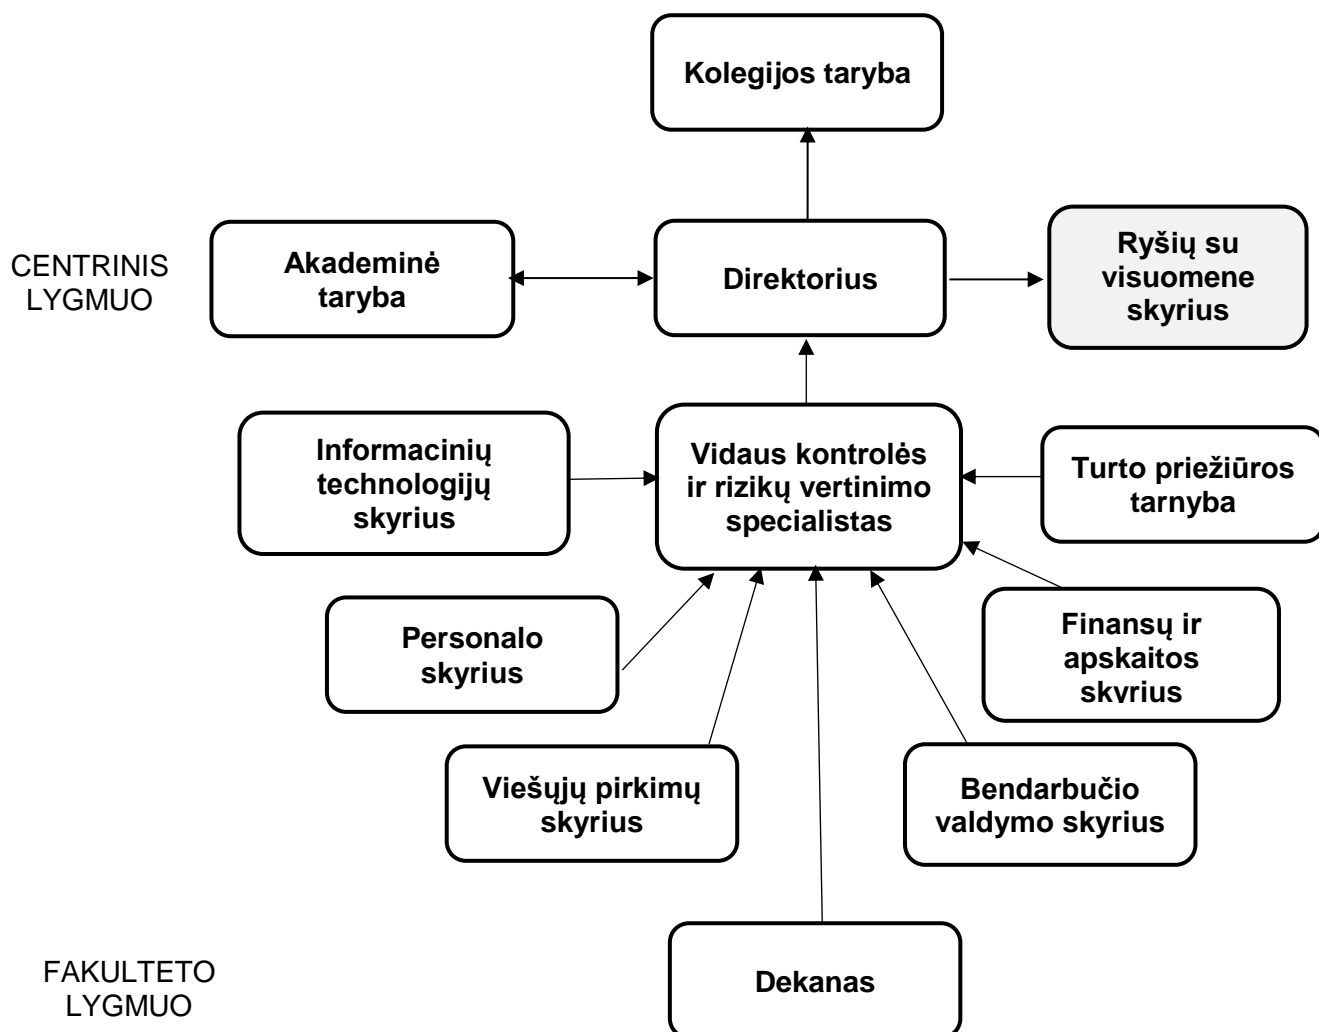 Kolegijos taryba
CENTRINIS
LYGMUO
Akademinė
taryba
Direktorius
Ryšių su
visuomene
skyrius
Informacinių
technologijų
skyrius
Vidaus kontrolės
ir rizikų vertinimo
specialistas
Turto priežiūros
tarnyba
Personalo
skyrius
Finansų ir
apskaitos
skyrius
Viešųjų pirkimų
skyrius
Bendarbučio
valdymo skyrius
FAKULTETO
LYGMUO
Dekanas